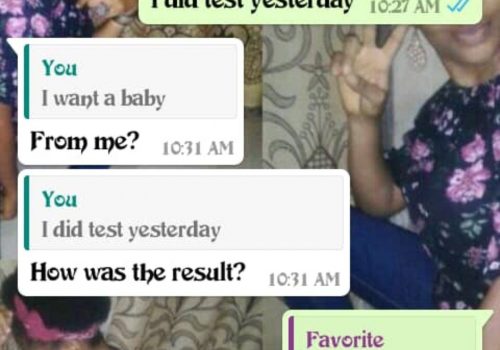 I did test yesterday 10:27 AM
You
I want a baby
From me? 10:31 AM
You
I did test yesterday
How was the result? 10:31 AM
Favorite